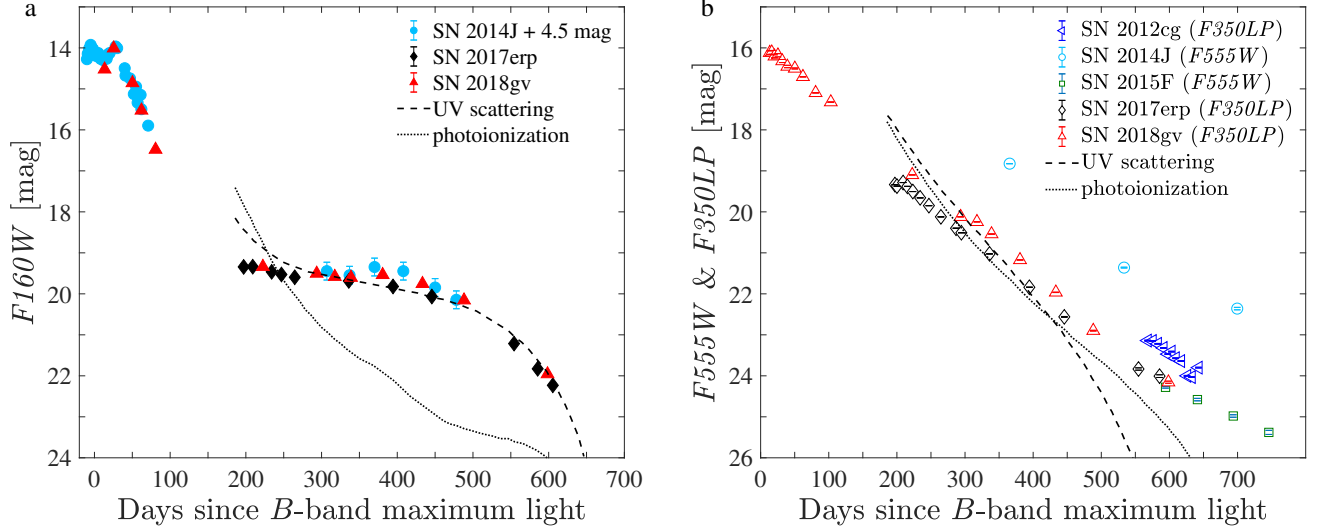 a
SN 2014J + 4.5 mag
SN 2017erp
SN 2018gv
UV scattering
photoionization
14
16
18
20
22
24
F160W [mag]
0 100 200 300 400 500 600 700
Days since B-band maximum light
b
SN 2012cg (F350LP)
SN 2014J (F555W)
SN 2015F (F555W)
SN 2017erp (F350LP)
SN 2018gv (F350LP)
UV scattering
photoionization
16
18
20
22
24
26
F555W & F350LP [mag]
0 100 200 300 400 500 600 700
Days since B-band maximum light